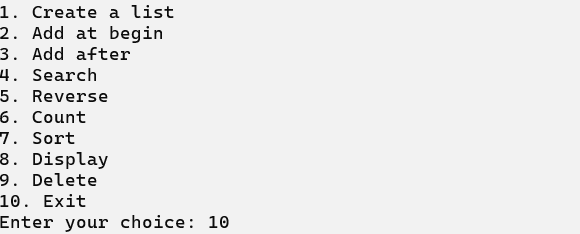 1. Create a list
2. Add at begin
3. Add after
4. Search
5. Reverse
6. Count
7. Sort
8. Display
9. Delete
10. Exit
Enter your choice: 10